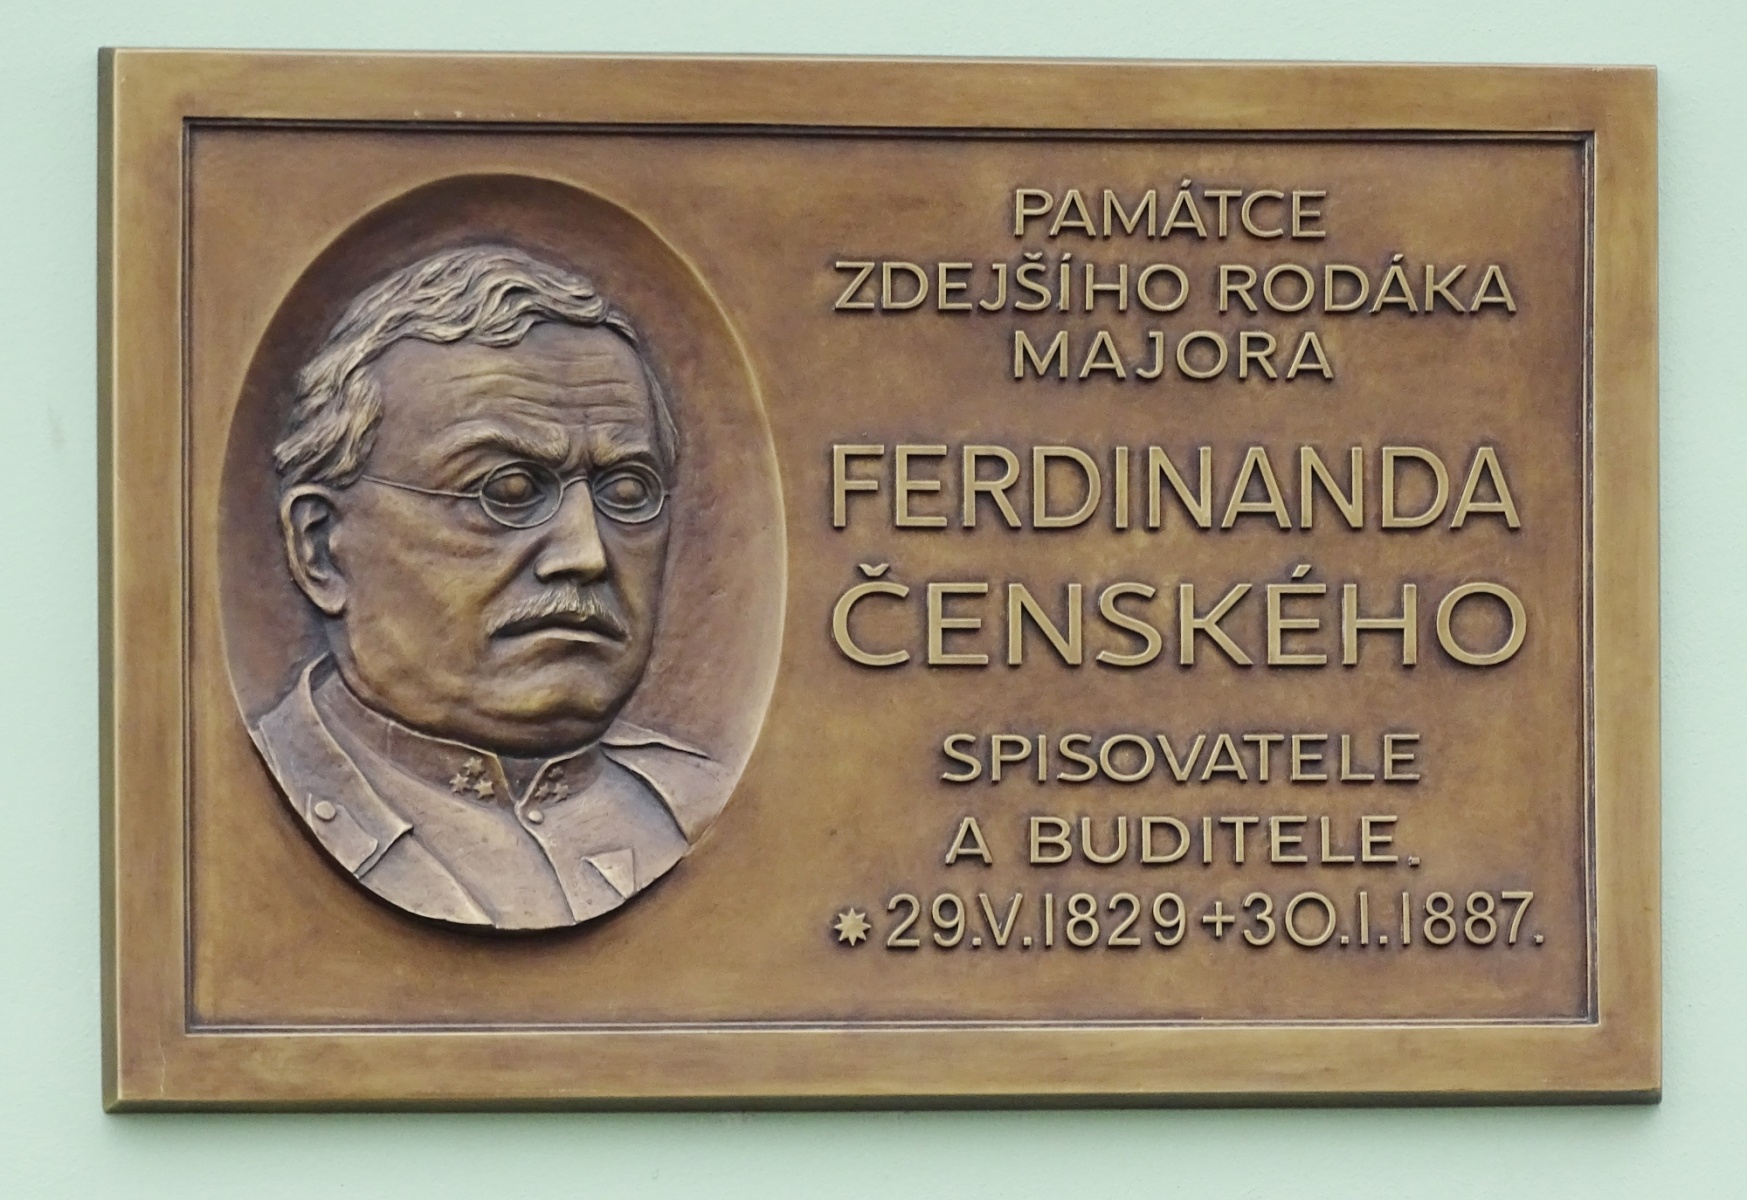 PAMÁTCE
ZDEJŠÍHO RODÁKA
MAJORA
FERDINANDA
ČENSKÉHO
SPISOVATELE
A BUDITELE.
*29.V.1829+30.I.1887.